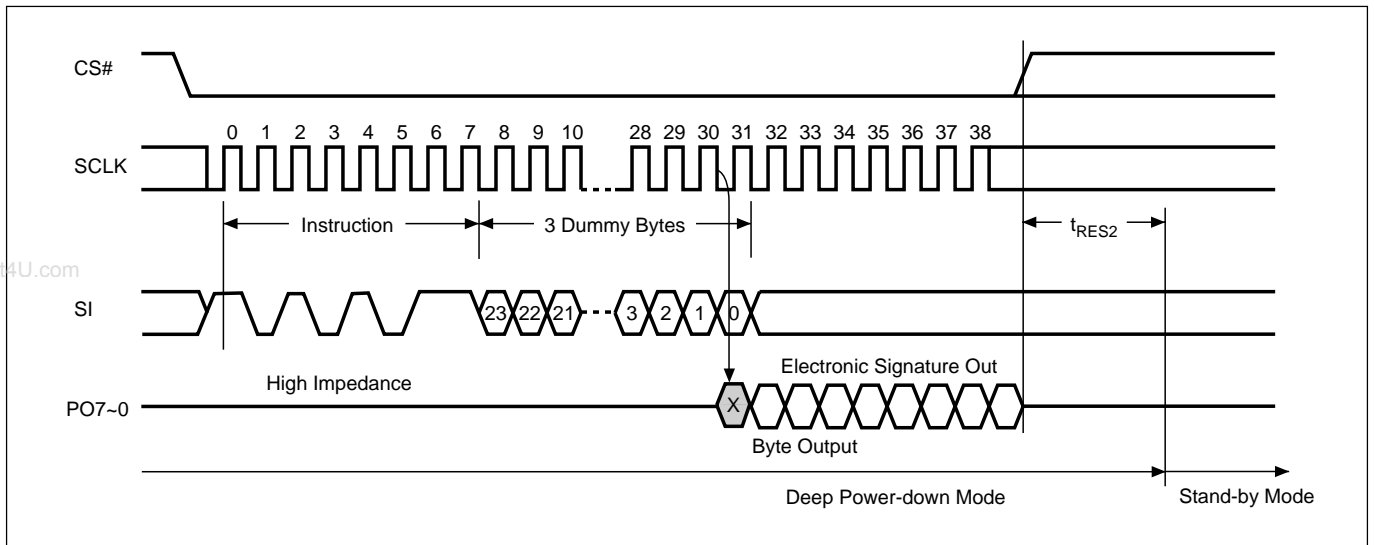 CS#
0 1 2 3 4 5 6 7 8 9 10 28 29 30 31 32 33 34 35 36 37 38
SCLK
Instruction
3 Dummy Bytes
tRES2
t4U.com
SI
23 22 21 3 2 1 0
High Impedance
Electronic Signature Out
PO7~0
X
Byte Output
Deep Power-down Mode
Stand-by Mode